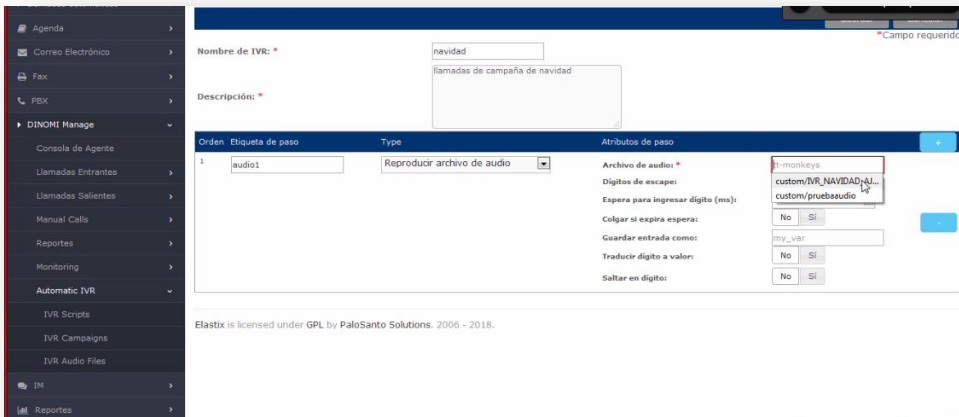 Agenda
Correo Electrónico
Fax
PBX
DINOMI Manage
Consola de Agente
Llamadas Entrantes
Llamadas Salientes
Manual Calls
Reportes
Monitoring
Automatic IVR
IVR Scripts
IVR Campaigns
IVR Audio Files
IM
Reportes
*Campo requerido
Nombre de IVR: *
navidad
Descripción: *
llamadas de campaña de navidad
Orden Etiqueta de paso Type Atributos de paso +
1 audio1 Reproducir archivo de audio
Archivo de audio: * tt-monkeys
custom/IVR_NAVIDAD-AJ...
custom/pruebaaudio
Dígitos de escape:
Espera para ingresar dígito (ms):
Colgar si expira espera: No Sí
-
Guardar entrada como: my_var
Traducir dígito a valor: No Sí
Saltar en dígito: No Sí
Elastix is licensed under GPL by PaloSanto Solutions. 2006 - 2018.